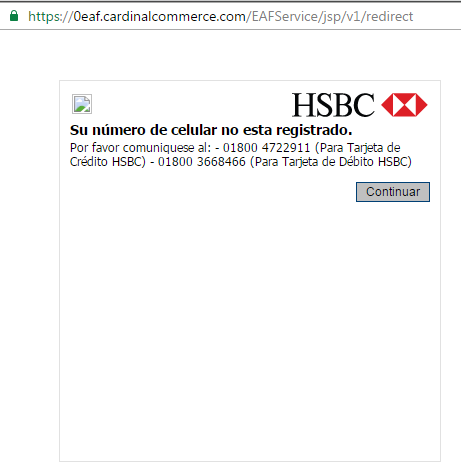 https://0eaf.cardinalcommerce.com/EAFService/jsp/v1/redirect
HSBC
Su número de celular no esta registrado.
Por favor comuniquese al: - 01800 4722911 (Para Tarjeta de
Crédito HSBC) - 01800 3668466 (Para Tarjeta de Débito HSBC)
Continuar